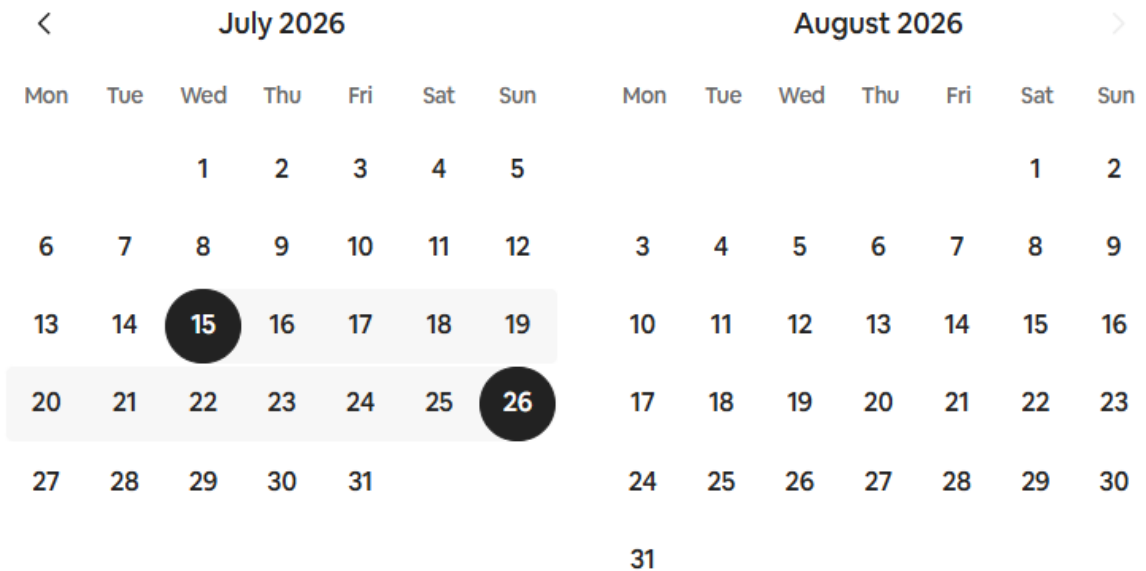 July 2026
Mon Tue Wed Thu Fri Sat Sun
1 2 3 4 5
6 7 8 9 10 11 12
13 14 15 16 17 18 19
20 21 22 23 24 25 26
27 28 29 30 31
August 2026
Mon Tue Wed Thu Fri Sat Sun
1 2
3 4 5 6 7 8 9
10 11 12 13 14 15 16
17 18 19 20 21 22 23
24 25 26 27 28 29 30
31